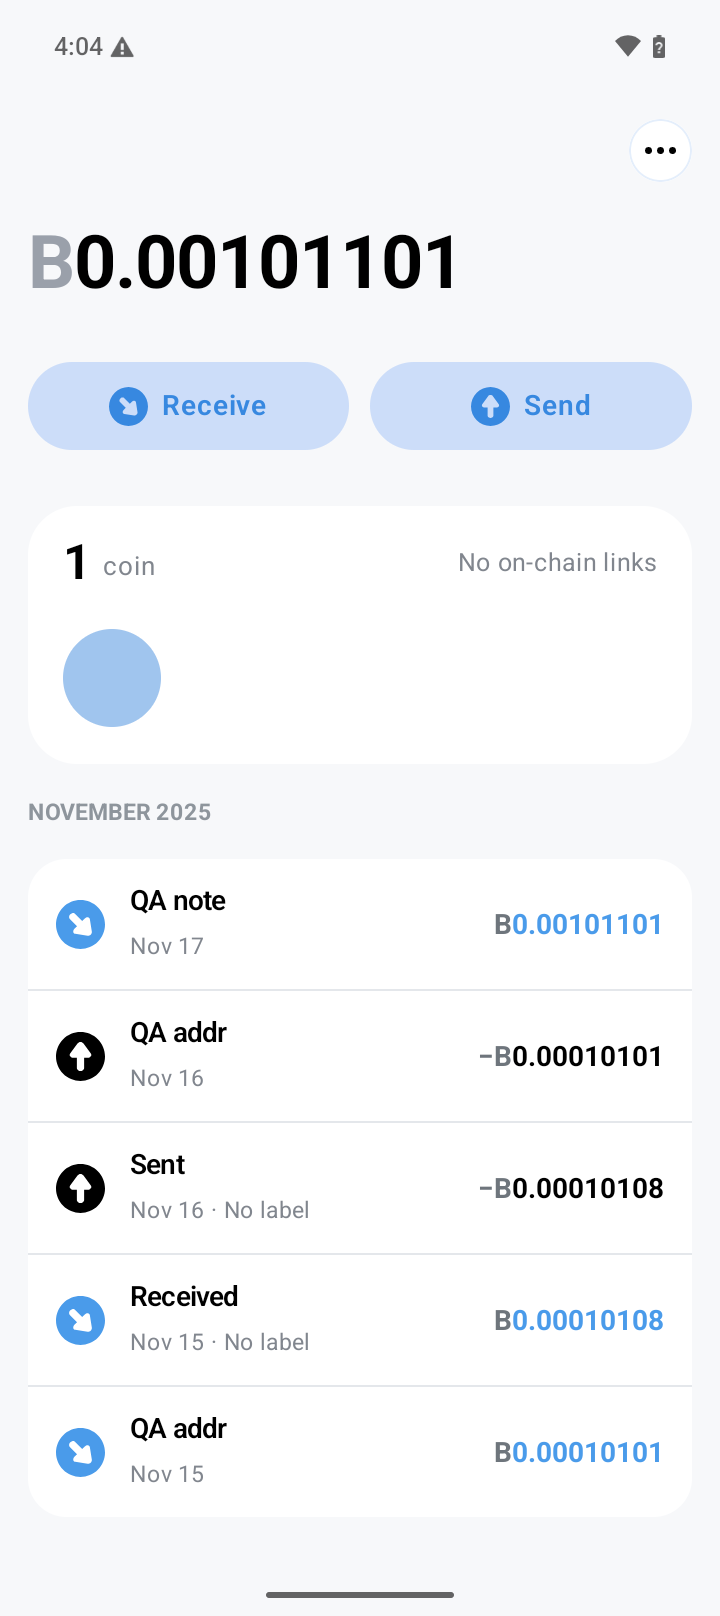 4:04
B0.00101101
Receive
Send
1 coin
No on-chain links
NOVEMBER 2025
QA note
Nov 17
B0.00101101
QA addr
Nov 16
−B0.00010101
Sent
Nov 16 · No label
−B0.00010108
Received
Nov 15 · No label
B0.00010108
QA addr
Nov 15
B0.00010101